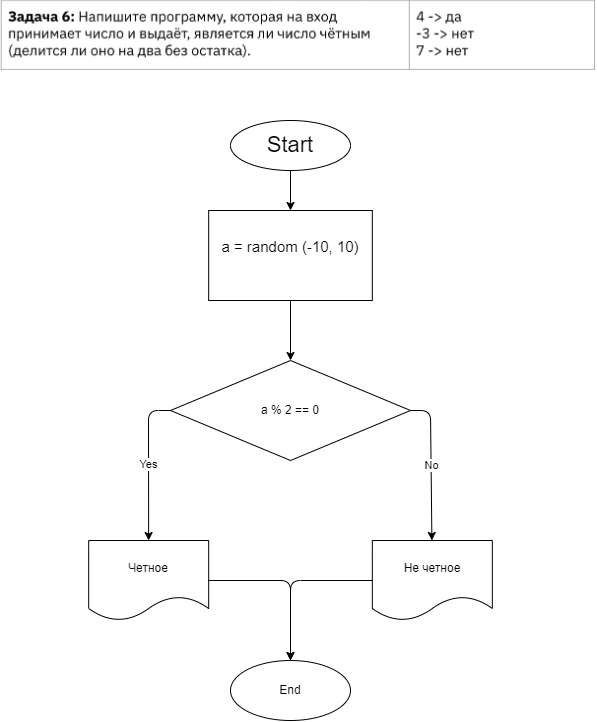 Задача 6: Напишите программу, которая на вход
принимает число и выдаёт, является ли число чётным
(делится ли оно на два без остатка).
4 -> да
-3 -> нет
7 -> нет
Start
a = random (-10, 10)
a % 2 == 0
Yes
No
Четное
Не четное
End